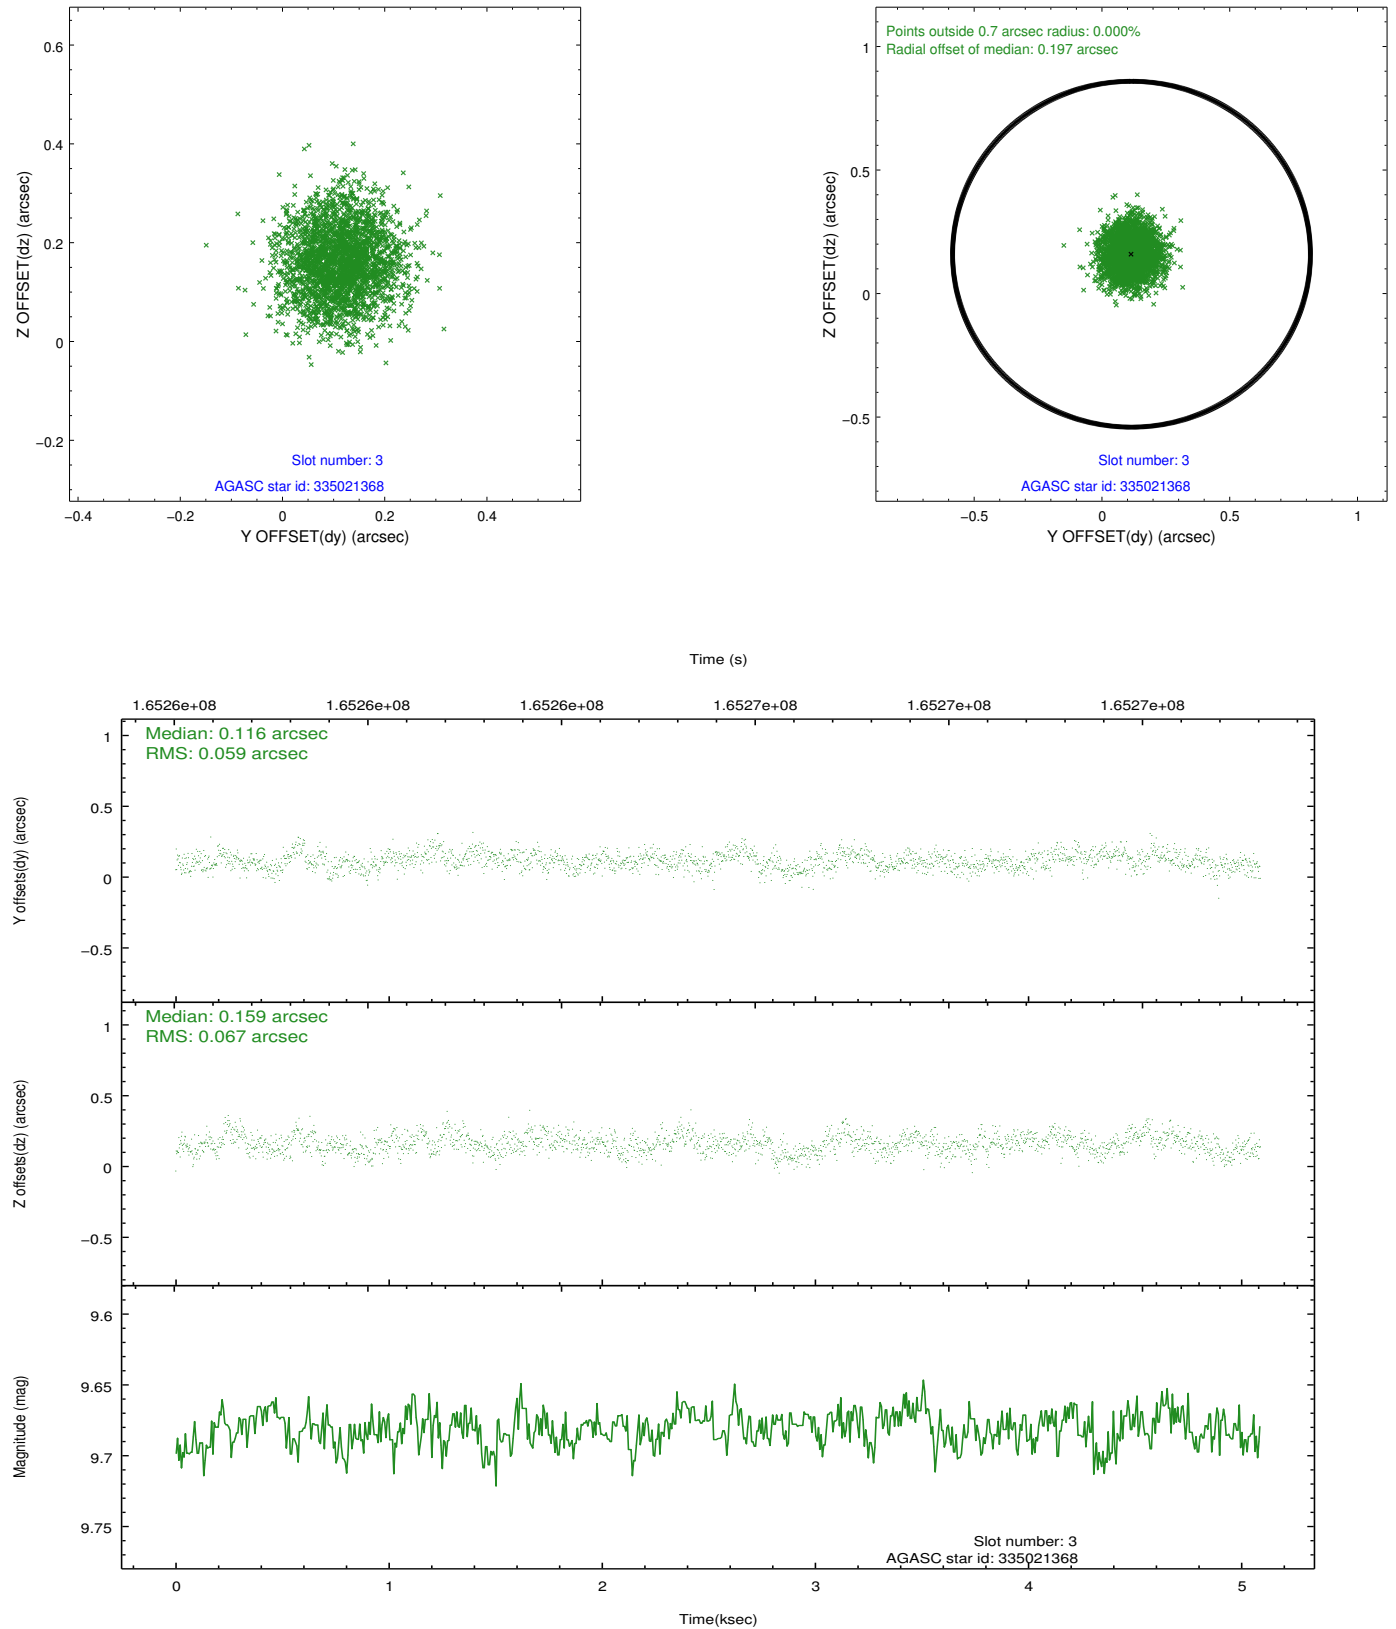 0.6
0.4
0.2
0
−0.2
Z OFFSET(dz) (arcsec)
Slot number: 3
AGASC star id: 335021368
−0.4
−0.2
0
0.2
0.4
Y OFFSET(dy) (arcsec)
Points outside 0.7 arcsec radius: 0.000%
Radial offset of median: 0.197 arcsec
1
0.5
0
−0.5
Z OFFSET(dz) (arcsec)
Slot number: 3
AGASC star id: 335021368
−0.5
0
0.5
1
Y OFFSET(dy) (arcsec)
Time (s)
1.6526e+08
1.6526e+08
1.6526e+08
1.6527e+08
1.6527e+08
1.6527e+08
Median: 0.116 arcsec
RMS: 0.059 arcsec
1
0.5
0
−0.5
Y offsets(dy) (arcsec)
Median: 0.159 arcsec
RMS: 0.067 arcsec
1
0.5
0
−0.5
Z offsets(dz) (arcsec)
9.6
9.65
9.7
9.75
Magnitude (mag)
Slot number: 3
AGASC star id: 335021368
0
1
2
3
4
5
Time(ksec)